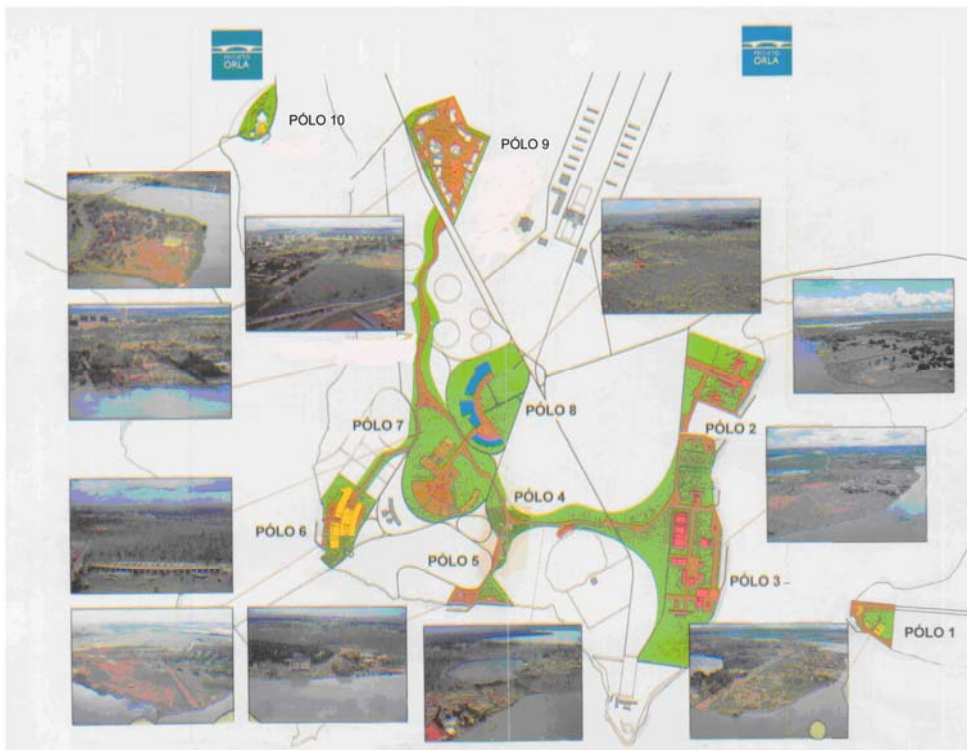 PROJETO
ORLA
PROJETO
ORLA
PÓLO 10
PÓLO 9
PÓLO 7
PÓLO 8
PÓLO 2
PÓLO 4
PÓLO 6
PÓLO 5
PÓLO 3
PÓLO 1